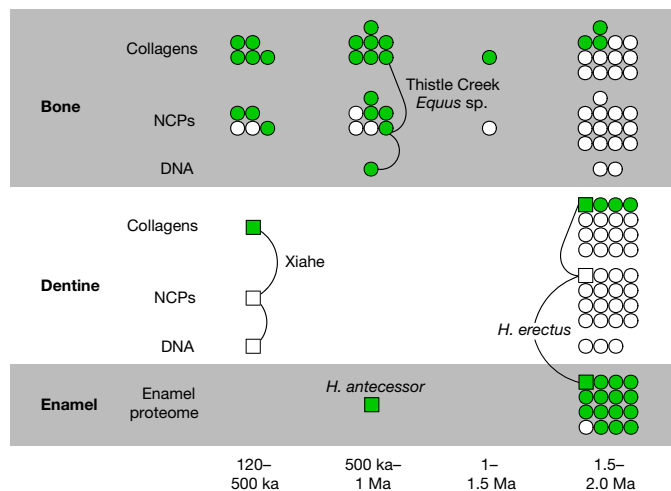 Collagens
Bone
NCPs
Thistle Creek
Equus sp.
DNA
Collagens
Xiahe
Dentine
NCPs
H. erectus
DNA
Enamel
Enamel
proteome
H. antecessor
120–
500 ka
500 ka–
1 Ma
1–
1.5 Ma
1.5–
2.0 Ma